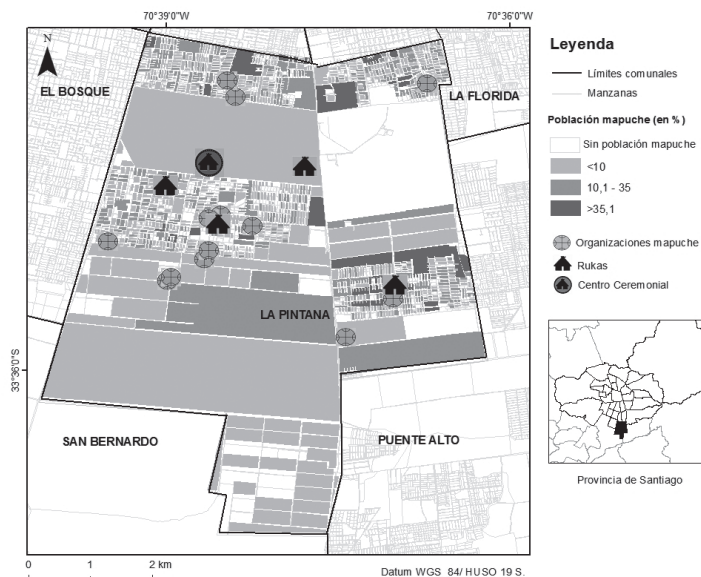 70°39'0"W
70°36'0"W
N
EL BOSQUE
LA FLORIDA
LA PINTANA
33°36'0"S
SAN BERNARDO
PUENTE ALTO
0 1 2 km
Datum WGS 84/ HUSO 19 S.
Leyenda
Límites comunales
Manzanas
Población mapuche (en %)
Sin población mapuche
<10
10,1 - 35
>35,1
Organizaciones mapuche
Rukas
Centro Ceremonial
Provincia de Santiago